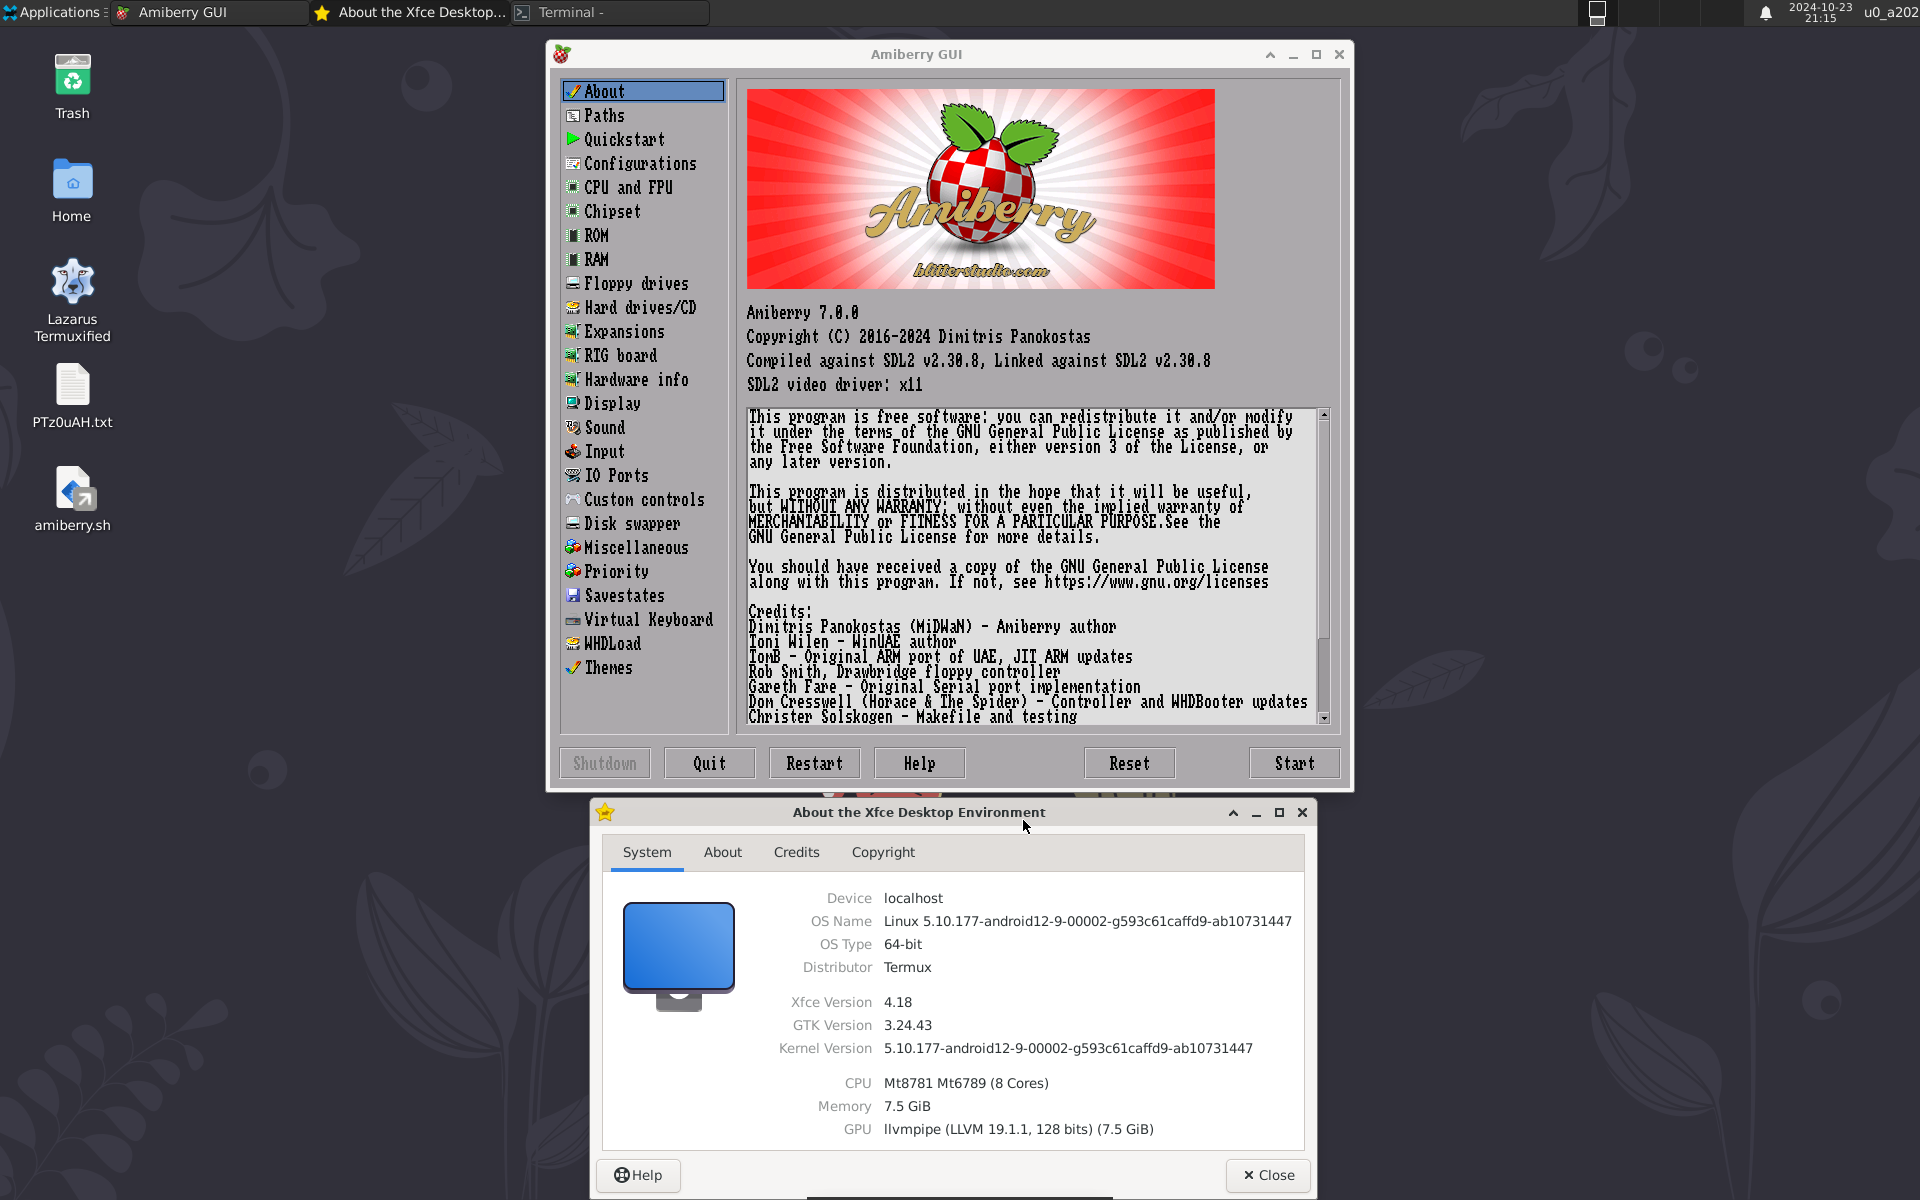 Applications
Amiberry GUI
About the Xfce Desktop...
Terminal -
2024-10-23
21:15
u0_a202
Trash
Home
Lazarus
Termuxified
PTz0uAH.txt
amiberry.sh
Amiberry GUI
About
Paths
Quickstart
Configurations
CPU and FPU
Chipset
ROM
RAM
Floppy drives
Hard drives/CD
Expansions
RTG board
Hardware info
Display
Sound
Input
IO Ports
Custom controls
Disk swapper
Miscellaneous
Priority
Savestates
Virtual Keyboard
WHDLoad
Themes
Amiberry
blitterstudio.com
Amiberry 7.0.0
Copyright (C) 2016-2024 Dimitris Panokostas
Compiled against SDL2 v2.30.8, Linked against SDL2 v2.30.8
SDL2 video driver: x11
This program is free software: you can redistribute it and/or modify
it under the terms of the GNU General Public License as published by
the Free Software Foundation, either version 3 of the License, or
any later version.
This program is distributed in the hope that it will be useful,
but WITHOUT ANY WARRANTY; without even the implied warranty of
MERCHANTABILITY or FITNESS FOR A PARTICULAR PURPOSE.See the
GNU General Public License for more details.
You should have received a copy of the GNU General Public License
along with this program. If not, see https://www.gnu.org/licenses
Credits:
Dimitris Panokostas (MiDWaN) - Amiberry author
Toni Wilen - WinUAE author
TomB - Original ARM port of UAE, JIT ARM updates
Rob Smith, Drawbridge floppy controller
Gareth Fare - Original Serial port implementation
Dom Cresswell (Horace & The Spider) - Controller and WHDBooter updates
Christer Solskogen - Makefile and testing
Shutdown
Quit
Restart
Help
Reset
Start
About the Xfce Desktop Environment
System
About
Credits
Copyright
Device localhost
OS Name Linux 5.10.177-android12-9-00002-g593c61caffd9-ab10731447
OS Type 64-bit
Distributor Termux
Xfce Version 4.18
GTK Version 3.24.43
Kernel Version 5.10.177-android12-9-00002-g593c61caffd9-ab10731447
CPU Mt8781 Mt6789 (8 Cores)
Memory 7.5 GiB
GPU llvmpipe (LLVM 19.1.1, 128 bits) (7.5 GiB)
Help
Close